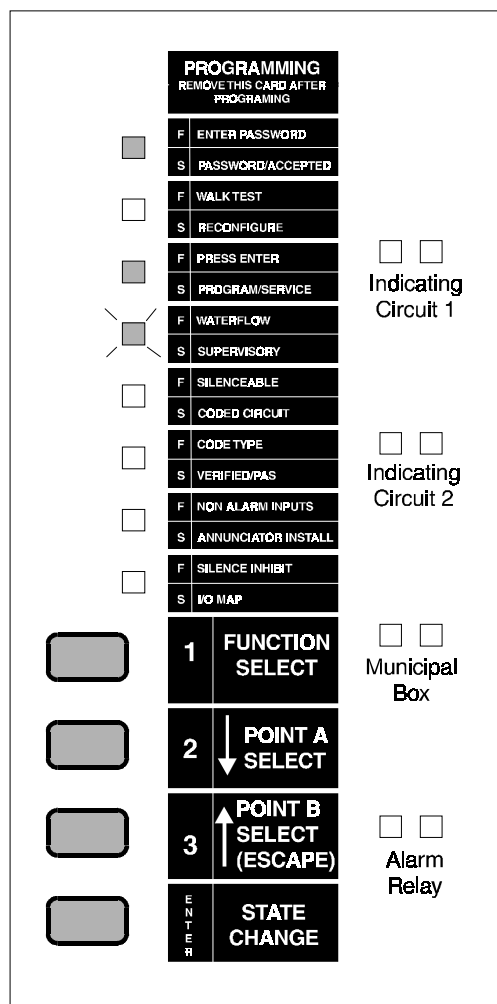 PROGRAMMING
REMOVE THIS CARD AFTER
PROGRAMING
F ENTER PASSWORD
S PASSWORD/ACCEPTED
F WALK TEST
S RECONFIGURE
F PRESS ENTER
S PROGRAM/SERVICE
F WATERFLOW
S SUPERVISORY
F SILENCEABLE
S CODED CIRCUIT
F CODE TYPE
S VERIFIED/PAS
F NON ALARM INPUTS
S ANNUNCIATOR INSTALL
F SILENCE INHIBIT
S I/O MAP
1 FUNCTION
SELECT
2 POINT A
SELECT
3 POINT B
SELECT
(ESCAPE)
ENTER STATE
CHANGE
Indicating
Circuit 1
Indicating
Circuit 2
Municipal
Box
Alarm
Relay